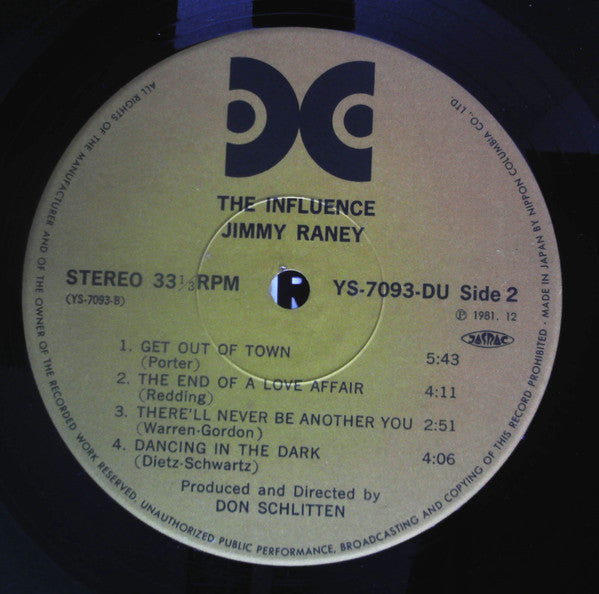 THE INFLUENCE
JIMMY RANEY
STEREO 33 1/3 RPM
(YS-7093-B)
YS-7093-DU Side 2
℗ 1981. 12
JASRAC
1. GET OUT OF TOWN 5:43
(Porter)
2. THE END OF A LOVE AFFAIR 4:11
(Redding)
3. THERE'LL NEVER BE ANOTHER YOU 2:51
(Warren-Gordon)
4. DANCING IN THE DARK 4:06
(Dietz-Schwartz)
Produced and Directed by
DON SCHLITTEN
ALL RIGHTS OF THE MANUFACTURER AND OF THE OWNER OF THE RECORDED WORK RESERVED. UNAUTHORIZED PUBLIC PERFORMANCE, BROADCASTING AND COPYING OF THIS RECORD PROHIBITED · MADE IN JAPAN BY NIPPON COLUMBIA CO., LTD.